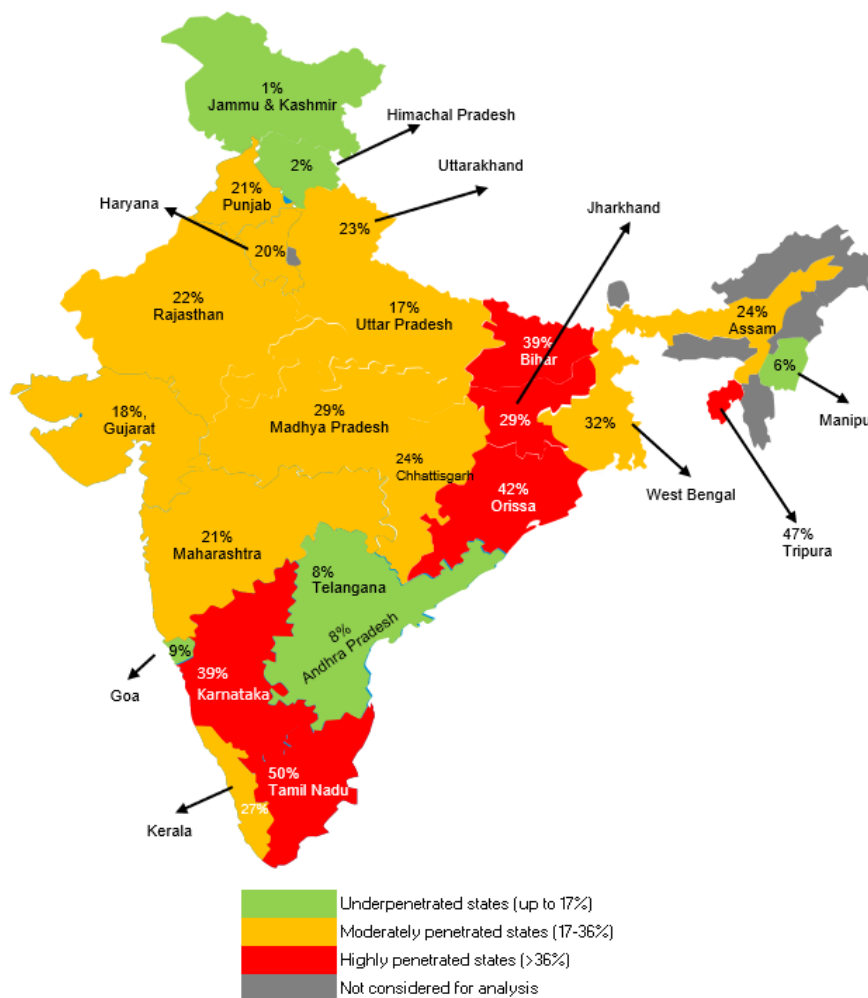 1%
Jammu & Kashmir
Himachal Pradesh
2%
Uttarakhand
21%
Punjab
Haryana
Jharkhand
23%
20%
22%
Rajasthan
17%
Uttar Pradesh
24%
Assam
39%
Bihar
6%
18%,
Gujarat
29%
Madhya Pradesh
29%
32%
Manipu
24%
Chhattisgarh
42%
Orissa
West Bengal
21%
Maharashtra
47%
Tripura
8%
Telangana
8%
Andhra Pradesh
9%
Goa
39%
Karnataka
50%
Tamil Nadu
27%
Kerala
Underpenetrated states (up to 17%)
Moderately penetrated states (17-36%)
Highly penetrated states (>36%)
Not considered for analysis